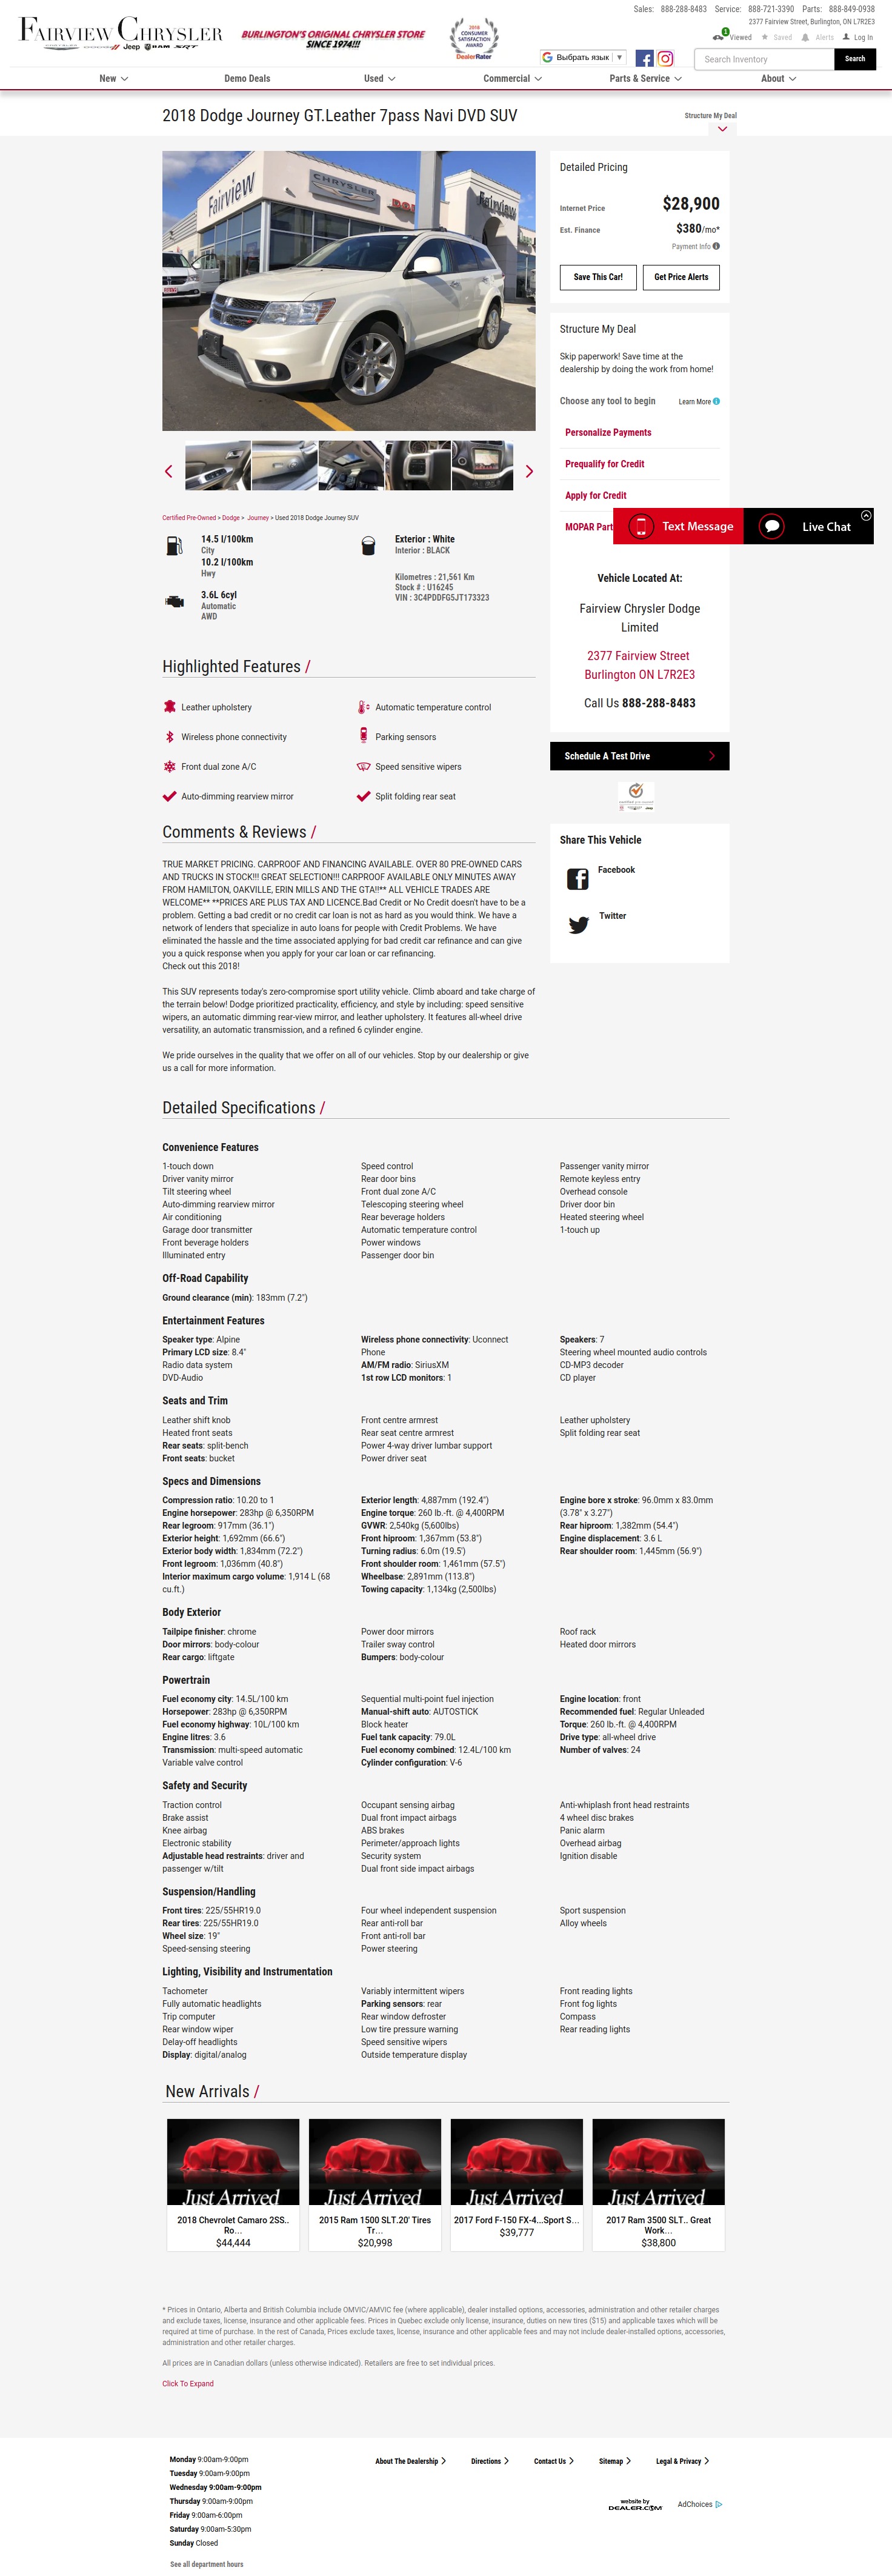 Sales: 888-288-8483 Service: 888-721-3390 Parts: 888-849-0938
2377 Fairview Street, Burlington, ON L7R2E3
FAIRVIEW CHRYSLER
Jeep RAM SRT
BURLINGTON'S ORIGINAL CHRYSLER STORE
SINCE 1974!!!
2018
CONSUMER
SATISFACTION
AWARD
DealerRater
1
Viewed Saved Alerts Log In
Выбрать язык ▼
Search Inventory
Search
New Demo Deals Used Commercial Parts & Service About
2018 Dodge Journey GT.Leather 7pass Navi DVD SUV
Structure My Deal
Fairview
CHRYSLER
Fairview
Detailed Pricing
Internet Price $28,900
Est. Finance $380/mo*
Payment Info
Save This Car!
Get Price Alerts
Structure My Deal
Skip paperwork! Save time at the
dealership by doing the work from home!
Choose any tool to begin Learn More
Personalize Payments
Prequalify for Credit
Apply for Credit
MOPAR Part
Text Message
Live Chat
Certified Pre-Owned > Dodge > Journey > Used 2018 Dodge Journey SUV
14.5 l/100km
City
10.2 l/100km
Hwy
3.6L 6cyl
Automatic
AWD
Exterior : White
Interior : BLACK
Kilometres : 21,561 Km
Stock # : U16245
VIN : 3C4PDDFG5JT173323
Vehicle Located At:
Fairview Chrysler Dodge
Limited
2377 Fairview Street
Burlington ON L7R2E3
Call Us 888-288-8483
Schedule A Test Drive
Share This Vehicle
Facebook
Twitter
Highlighted Features /
Leather upholstery Automatic temperature control
Wireless phone connectivity Parking sensors
Front dual zone A/C Speed sensitive wipers
Auto-dimming rearview mirror Split folding rear seat
Comments & Reviews /
TRUE MARKET PRICING. CARPROOF AND FINANCING AVAILABLE. OVER 80 PRE-OWNED CARS
AND TRUCKS IN STOCK!!! GREAT SELECTION!!! CARPROOF AVAILABLE ONLY MINUTES AWAY
FROM HAMILTON, OAKVILLE, ERIN MILLS AND THE GTA!!** ALL VEHICLE TRADES ARE
WELCOME** **PRICES ARE PLUS TAX AND LICENCE.Bad Credit or No Credit doesn't have to be a
problem. Getting a bad credit or no credit car loan is not as hard as you would think. We have a
network of lenders that specialize in auto loans for people with Credit Problems. We have
eliminated the hassle and the time associated applying for bad credit car refinance and can give
you a quick response when you apply for your car loan or car refinancing.
Check out this 2018!
This SUV represents today's zero-compromise sport utility vehicle. Climb aboard and take charge of
the terrain below! Dodge prioritized practicality, efficiency, and style by including: speed sensitive
wipers, an automatic dimming rear-view mirror, and leather upholstery. It features all-wheel drive
versatility, an automatic transmission, and a refined 6 cylinder engine.
We pride ourselves in the quality that we offer on all of our vehicles. Stop by our dealership or give
us a call for more information.
Detailed Specifications /
Convenience Features
1-touch down Speed control Passenger vanity mirror
Driver vanity mirror Rear door bins Remote keyless entry
Tilt steering wheel Front dual zone A/C Overhead console
Auto-dimming rearview mirror Telescoping steering wheel Driver door bin
Air conditioning Rear beverage holders Heated steering wheel
Garage door transmitter Automatic temperature control 1-touch up
Front beverage holders Power windows
Illuminated entry Passenger door bin
Off-Road Capability
Ground clearance (min): 183mm (7.2")
Entertainment Features
Speaker type: Alpine Wireless phone connectivity: Uconnect Speakers: 7
Primary LCD size: 8.4" Phone Steering wheel mounted audio controls
Radio data system AM/FM radio: SiriusXM CD-MP3 decoder
DVD-Audio 1st row LCD monitors: 1 CD player
Seats and Trim
Leather shift knob Front centre armrest Leather upholstery
Heated front seats Rear seat centre armrest Split folding rear seat
Rear seats: split-bench Power 4-way driver lumbar support
Front seats: bucket Power driver seat
Specs and Dimensions
Compression ratio: 10.20 to 1 Exterior length: 4,887mm (192.4") Engine bore x stroke: 96.0mm x 83.0mm
Engine horsepower: 283hp @ 6,350RPM Engine torque: 260 lb.-ft. @ 4,400RPM (3.78" x 3.27")
Rear legroom: 917mm (36.1") GVWR: 2,540kg (5,600lbs) Rear hiproom: 1,382mm (54.4")
Exterior height: 1,692mm (66.6") Front hiproom: 1,367mm (53.8") Engine displacement: 3.6 L
Exterior body width: 1,834mm (72.2") Turning radius: 6.0m (19.5') Rear shoulder room: 1,445mm (56.9")
Front legroom: 1,036mm (40.8") Front shoulder room: 1,461mm (57.5")
Interior maximum cargo volume: 1,914 L (68 Wheelbase: 2,891mm (113.8")
cu.ft.) Towing capacity: 1,134kg (2,500lbs)
Body Exterior
Tailpipe finisher: chrome Power door mirrors Roof rack
Door mirrors: body-colour Trailer sway control Heated door mirrors
Rear cargo: liftgate Bumpers: body-colour
Powertrain
Fuel economy city: 14.5L/100 km Sequential multi-point fuel injection Engine location: front
Horsepower: 283hp @ 6,350RPM Manual-shift auto: AUTOSTICK Recommended fuel: Regular Unleaded
Fuel economy highway: 10L/100 km Block heater Torque: 260 lb.-ft. @ 4,400RPM
Engine litres: 3.6 Fuel tank capacity: 79.0L Drive type: all-wheel drive
Transmission: multi-speed automatic Fuel economy combined: 12.4L/100 km Number of valves: 24
Variable valve control Cylinder configuration: V-6
Safety and Security
Traction control Occupant sensing airbag Anti-whiplash front head restraints
Brake assist Dual front impact airbags 4 wheel disc brakes
Knee airbag ABS brakes Panic alarm
Electronic stability Perimeter/approach lights Overhead airbag
Adjustable head restraints: driver and Security system Ignition disable
passenger w/tilt Dual front side impact airbags
Suspension/Handling
Front tires: 225/55HR19.0 Four wheel independent suspension Sport suspension
Rear tires: 225/55HR19.0 Rear anti-roll bar Alloy wheels
Wheel size: 19" Front anti-roll bar
Speed-sensing steering Power steering
Lighting, Visibility and Instrumentation
Tachometer Variably intermittent wipers Front reading lights
Fully automatic headlights Parking sensors: rear Front fog lights
Trip computer Rear window defroster Compass
Rear window wiper Low tire pressure warning Rear reading lights
Delay-off headlights Speed sensitive wipers
Display: digital/analog Outside temperature display
New Arrivals /
Just Arrived Just Arrived Just Arrived Just Arrived
2018 Chevrolet Camaro 2SS.. 2015 Ram 1500 SLT.20' Tires 2017 Ford F-150 FX-4...Sport S... 2017 Ram 3500 SLT.. Great
Ro... Tr... $39,777 Work...
$44,444 $20,998 $38,800
* Prices in Ontario, Alberta and British Columbia include OMVIC/AMVIC fee (where applicable), dealer installed options, accessories, administration and other retailer charges
and exclude taxes, license, insurance and other applicable fees. Prices in Quebec exclude only license, insurance, duties on new tires ($15) and applicable taxes which will be
required at time of purchase. In the rest of Canada, Prices exclude taxes, license, insurance and other applicable fees and may not include dealer-installed options, accessories,
administration and other retailer charges.
All prices are in Canadian dollars (unless otherwise indicated). Retailers are free to set individual prices.
Click To Expand
Monday 9:00am-9:00pm
Tuesday 9:00am-9:00pm
Wednesday 9:00am-9:00pm
Thursday 9:00am-9:00pm
Friday 9:00am-6:00pm
Saturday 9:00am-5:30pm
Sunday Closed
See all department hours
About The Dealership Directions Contact Us Sitemap Legal & Privacy
website by
DEALER.COM
AdChoices